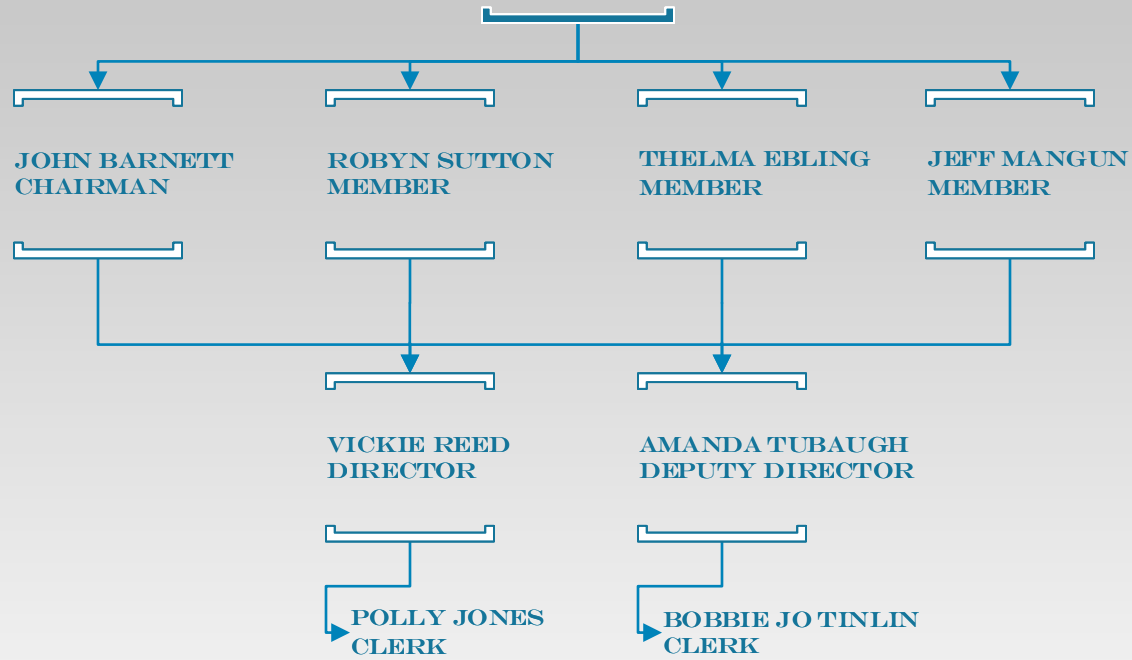 JOHN BARNETT
CHAIRMAN
ROBYN SUTTON
MEMBER
THELMA EBLING
MEMBER
JEFF MANGUN
MEMBER
VICKIE REED
DIRECTOR
AMANDA TUBAUGH
DEPUTY DIRECTOR
POLLY JONES
CLERK
BOBBIE JO TINLIN
CLERK